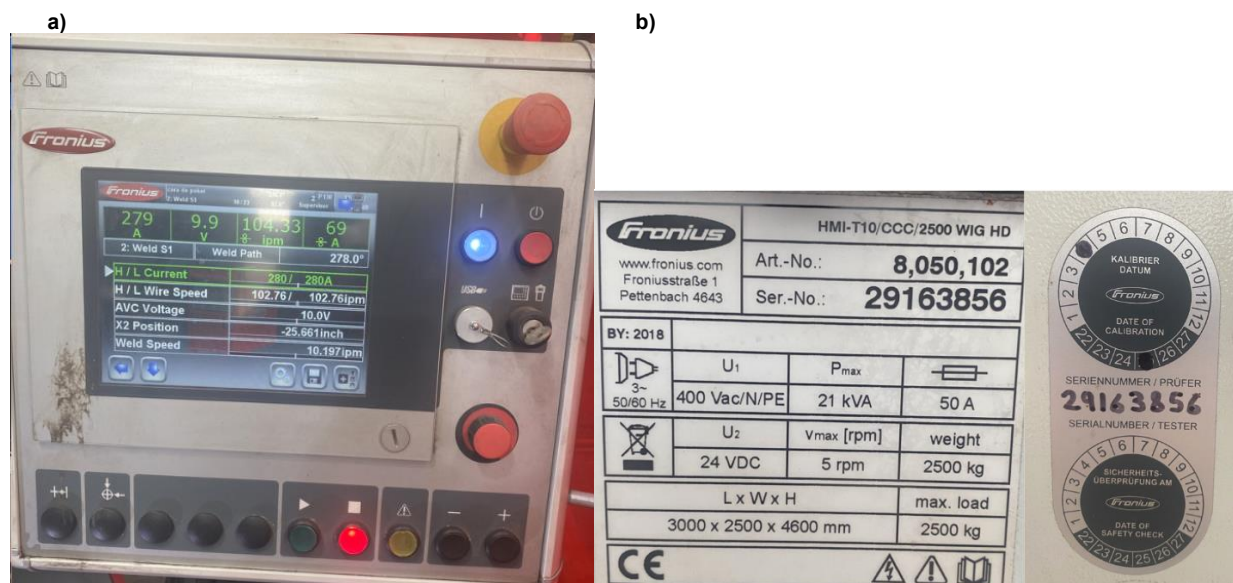 a)
b)
Fronius
Fronius
2: Weld S1
Supervisor
279 9.9 104.33 69
A V ipm A
2: Weld S1 Weld Path 278.0°
H / L Current 280 / 280A
H / L Wire Speed 102.76 / 102.76ipm
AVC Voltage 10.0V
X2 Position -25.661inch
Weld Speed 10.197ipm
USB
Fronius
HMI-T10/CCC/2500 WIG HD
www.fronius.com
Froniusstraße 1
Pettenbach 4643
Art.-No.: 8,050,102
Ser.-No.: 29163856
BY: 2018
3~
50/60 Hz
U1 Pmax
400 Vac/N/PE 21 kVA 50 A
U2 Vmax [rpm] weight
24 VDC 5 rpm 2500 kg
L x W x H max. load
3000 x 2500 x 4600 mm 2500 kg
CE
1 2 3 5 6 7 8 9 10 11 12
KALIBRIER
DATUM
Fronius
DATE OF
CALIBRATION
22 23 24 26 27
SERIENNUMMER / PRÜFER
29163856
SERIALNUMBER / TESTER
1 2 3 4 5 6 7 8 9 10 11 12
SICHERHEITS-
ÜBERPRÜFUNG AM
Fronius
DATE OF
SAFETY CHECK
22 23 24 25 26 27